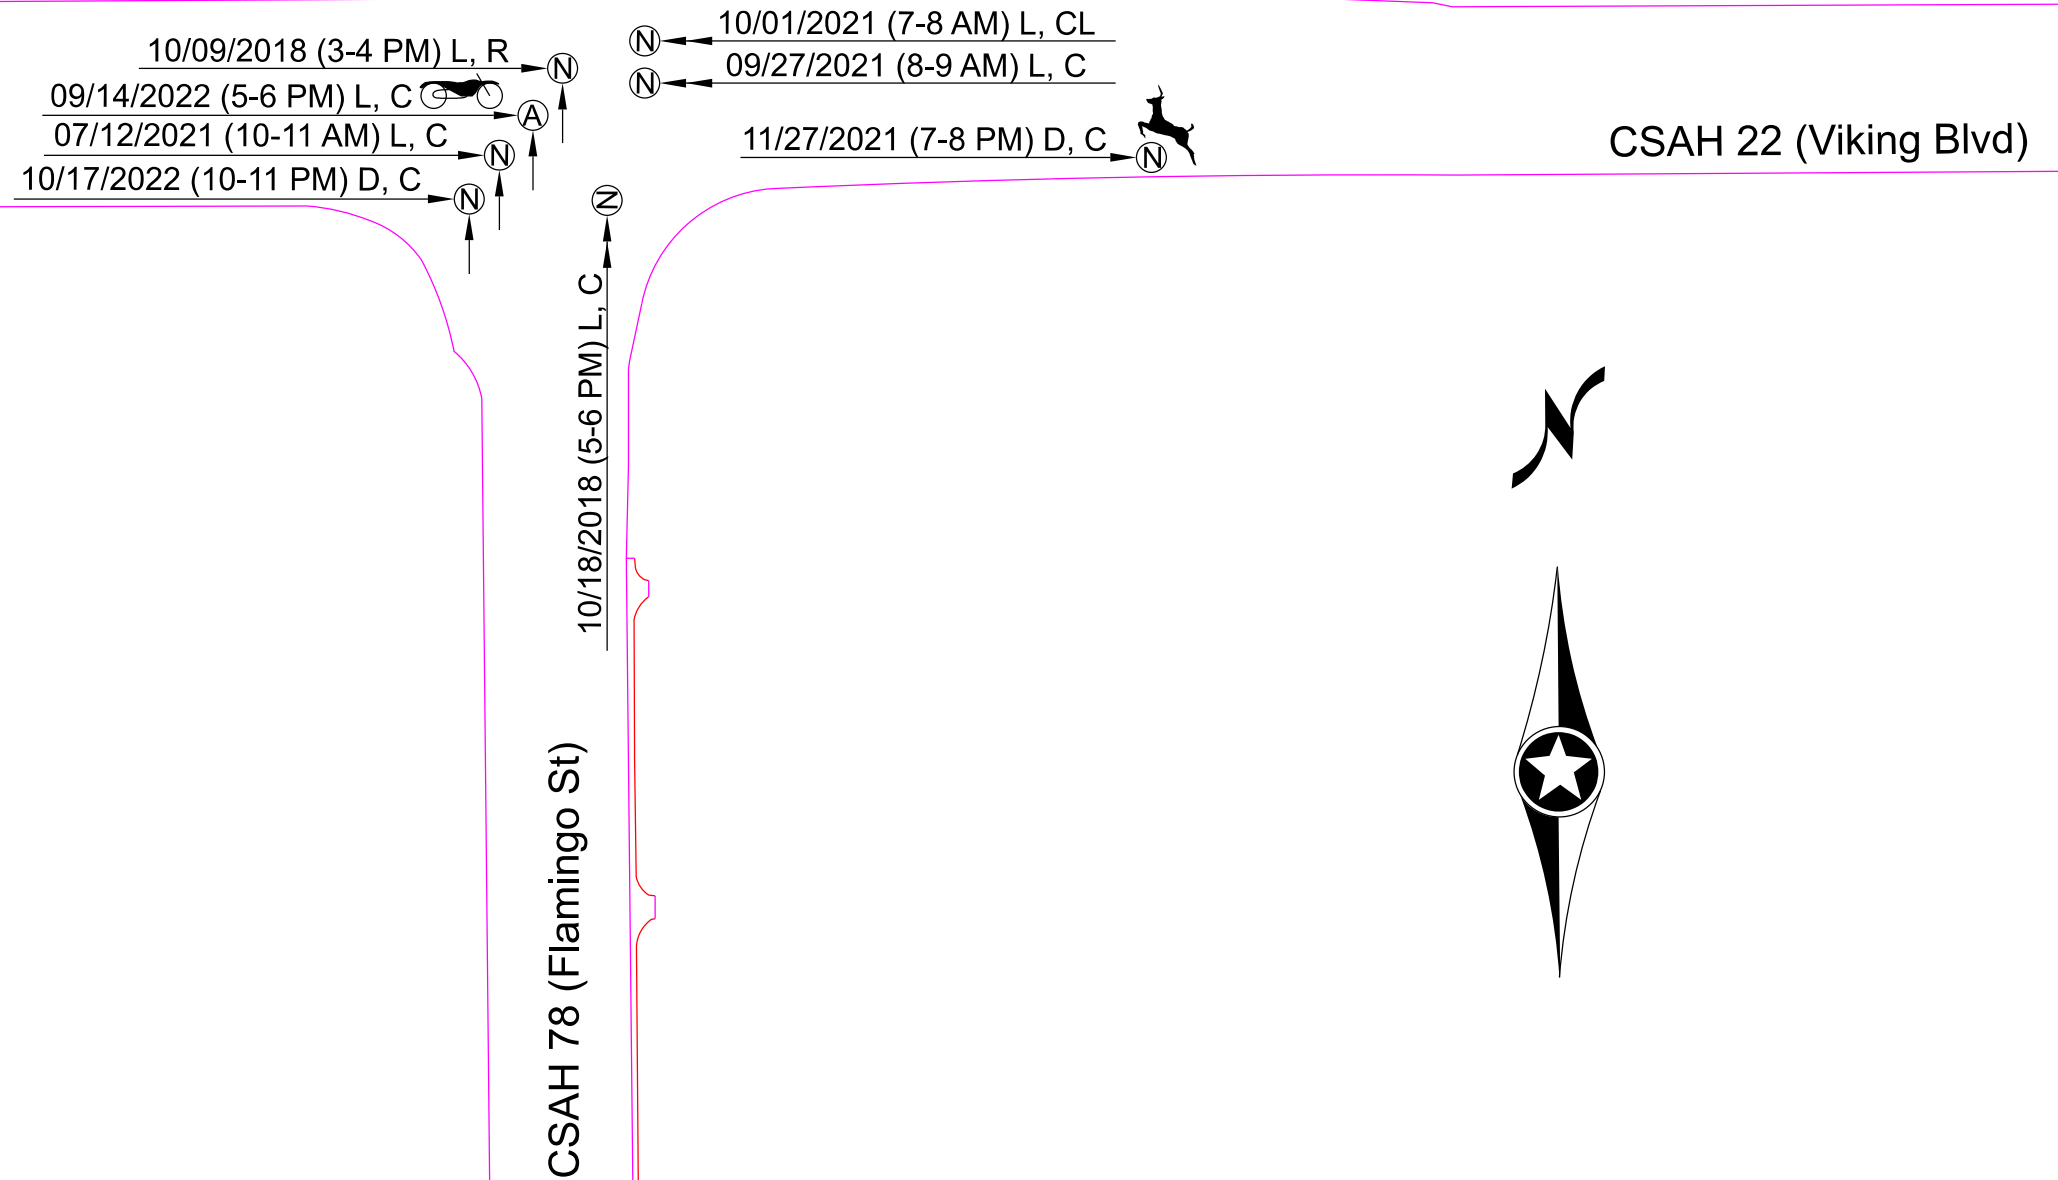 10/01/2021 (7-8 AM) L, CL
N
10/09/2018 (3-4 PM) L, R
N
09/27/2021 (8-9 AM) L, C
N
09/14/2022 (5-6 PM) L, C
A
07/12/2021 (10-11 AM) L, C
N
11/27/2021 (7-8 PM) D, C
N
CSAH 22 (Viking Blvd)
10/17/2022 (10-11 PM) D, C
N
N
10/18/2018 (5-6 PM) L, C
N
CSAH 78 (Flamingo St)